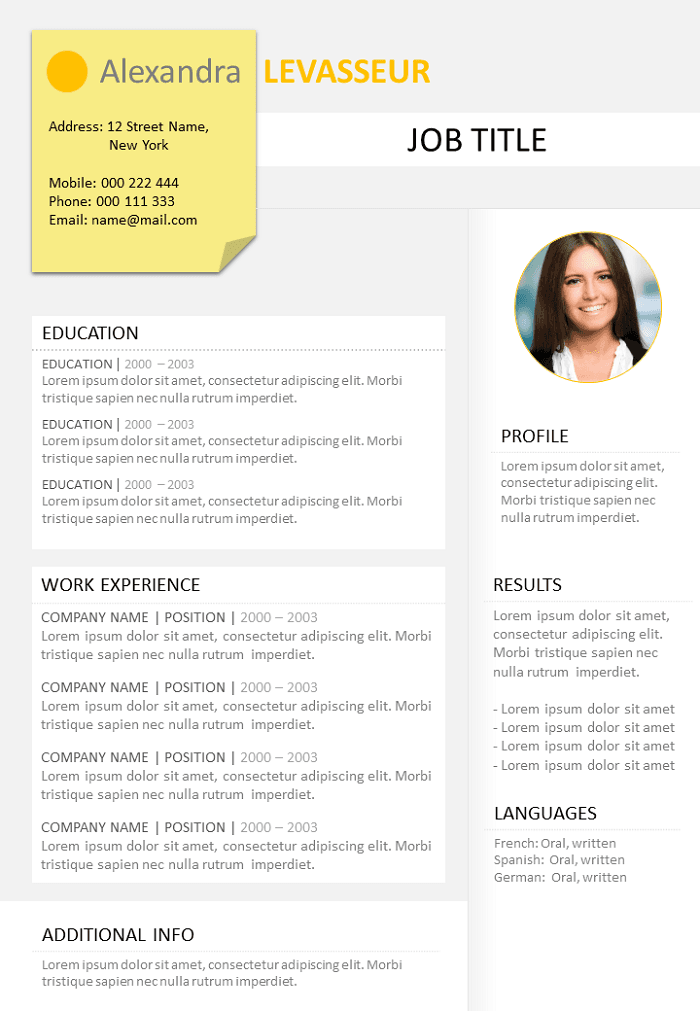 Alexandra LEVASSEUR
Address: 12 Street Name,
New York
Mobile: 000 222 444
Phone: 000 111 333
Email: name@mail.com
JOB TITLE
EDUCATION
EDUCATION | 2000 – 2003
Lorem ipsum dolor sit amet, consectetur adipiscing elit. Morbi
tristique sapien nec nulla rutrum imperdiet.
EDUCATION | 2000 – 2003
Lorem ipsum dolor sit amet, consectetur adipiscing elit. Morbi
tristique sapien nec nulla rutrum imperdiet.
EDUCATION | 2000 – 2003
Lorem ipsum dolor sit amet, consectetur adipiscing elit. Morbi
tristique sapien nec nulla rutrum imperdiet.
WORK EXPERIENCE
COMPANY NAME | POSITION | 2000 – 2003
Lorem ipsum dolor sit amet, consectetur adipiscing elit. Morbi
tristique sapien nec nulla rutrum imperdiet.
COMPANY NAME | POSITION | 2000 – 2003
Lorem ipsum dolor sit amet, consectetur adipiscing elit. Morbi
tristique sapien nec nulla rutrum imperdiet.
COMPANY NAME | POSITION | 2000 – 2003
Lorem ipsum dolor sit amet, consectetur adipiscing elit. Morbi
tristique sapien nec nulla rutrum imperdiet.
COMPANY NAME | POSITION | 2000 – 2003
Lorem ipsum dolor sit amet, consectetur adipiscing elit. Morbi
tristique sapien nec nulla rutrum imperdiet.
ADDITIONAL INFO
Lorem ipsum dolor sit amet, consectetur adipiscing elit. Morbi
tristique sapien nec nulla rutrum imperdiet.
PROFILE
Lorem ipsum dolor sit amet,
consectetur adipiscing elit.
Morbi tristique sapien nec
nulla rutrum imperdiet.
RESULTS
Lorem ipsum dolor sit amet,
consectetur adipiscing elit.
Morbi tristique sapien nec
nulla rutrum imperdiet.
- Lorem ipsum dolor sit amet
- Lorem ipsum dolor sit amet
- Lorem ipsum dolor sit amet
- Lorem ipsum dolor sit amet
LANGUAGES
French: Oral, written
Spanish: Oral, written
German: Oral, written